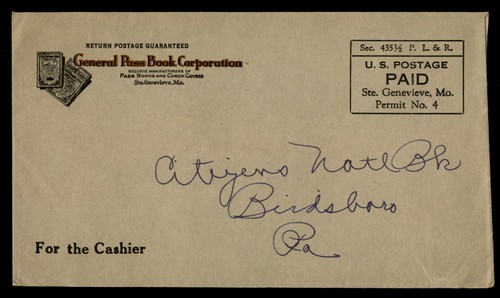 RETURN POSTAGE GUARANTEED
General Pass Book Corporation
EXCLUSIVE MANUFACTURERS OF
PASS BOOKS AND CHECK COVERS
Ste. Genevieve, Mo.
Sec. 435½ P. L. & R.
U. S. POSTAGE
PAID
Ste. Genevieve, Mo.
Permit No. 4
Citizens Natl Bk
Birdsboro
Pa
For the Cashier